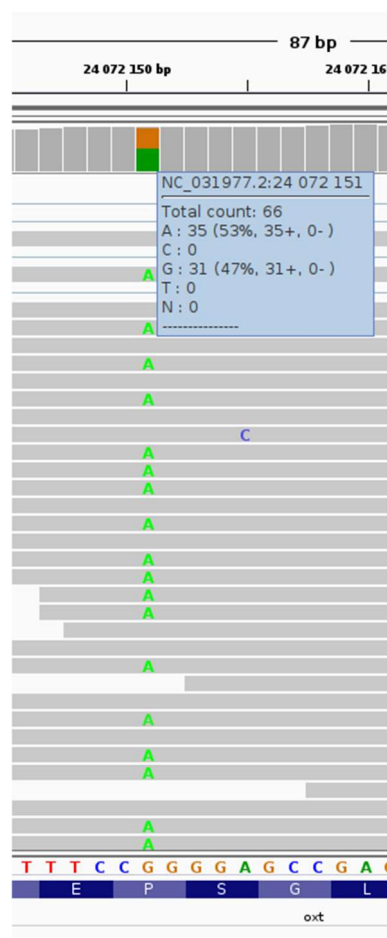 87 bp
24 072 150 bp
24 072 16
NC_031977.2:24 072 151
Total count: 66
A : 35 (53%, 35+, 0- )
C : 0
G : 31 (47%, 31+, 0- )
T : 0
N : 0
---------------
A
A
A
A
C
A
A
A
A
A
A
A
A
A
A
A
A
A
A
T T T C C G G G G A G C C G A
E P S G L
oxt